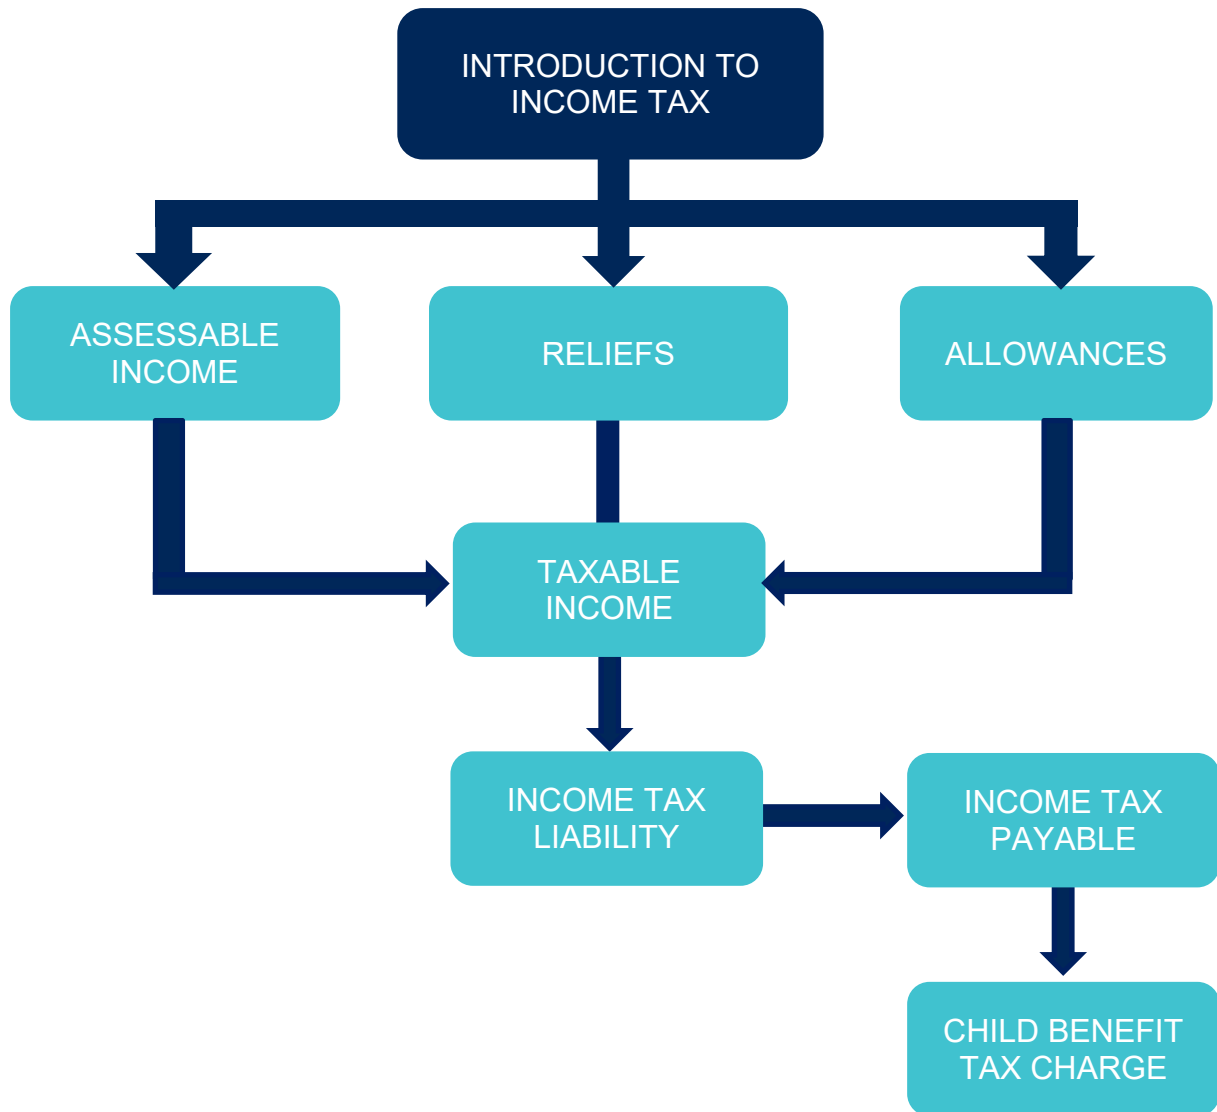 INTRODUCTION TO
INCOME TAX
ASSESSABLE
INCOME
RELIEFS
ALLOWANCES
TAXABLE
INCOME
INCOME TAX
LIABILITY
INCOME TAX
PAYABLE
CHILD BENEFIT
TAX CHARGE